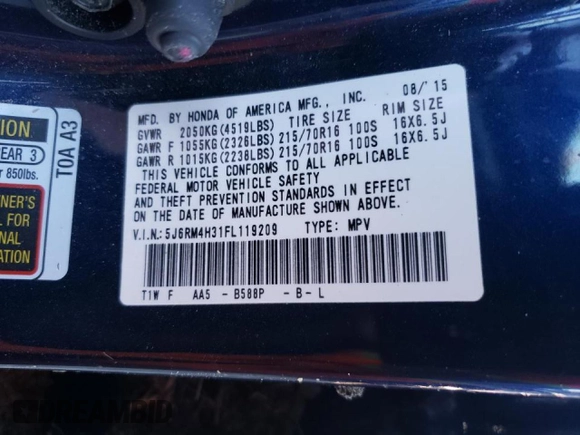 MFD. BY HONDA OF AMERICA MFG., INC. 08/'15
GVWR 2050KG(4519LBS) TIRE SIZE RIM SIZE
GAWR F 1055KG(2326LBS) 215/70R16 100S 16X6.5J
GAWR R 1015KG(2238LBS) 215/70R16 100S 16X6.5J
THIS VEHICLE CONFORMS TO ALL APPLICABLE
FEDERAL MOTOR VEHICLE SAFETY
AND THEFT PREVENTION STANDARDS IN EFFECT
ON THE DATE OF MANUFACTURE SHOWN ABOVE.
V.I.N.: 5J6RM4H31FL119209 TYPE: MPV
T1W F AA5 - B588P - B - L
TION
EAR 3
850lbs.
NER'S
FOR
NAL
TION
TOA A3
DREAMBID